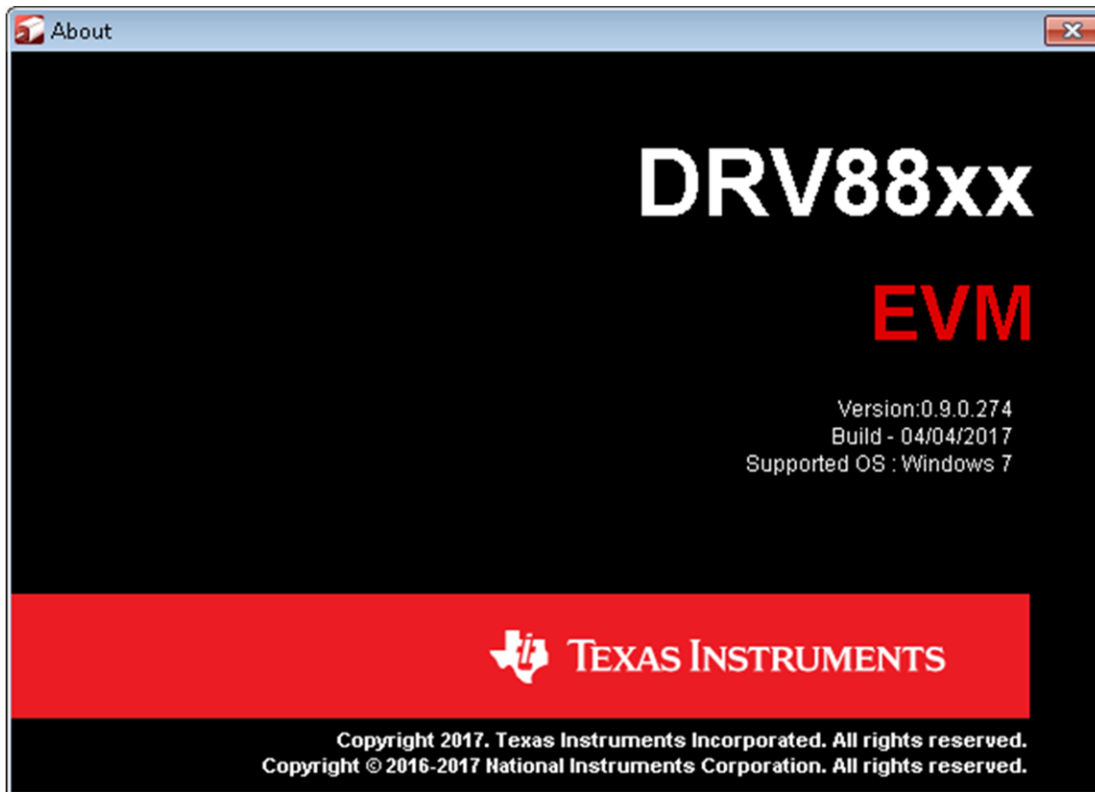 About
DRV88xx
EVM
Version:0.9.0.274
Build - 04/04/2017
Supported OS : Windows 7
TEXAS INSTRUMENTS
Copyright 2017. Texas Instruments Incorporated. All rights reserved.
Copyright © 2016-2017 National Instruments Corporation. All rights reserved.